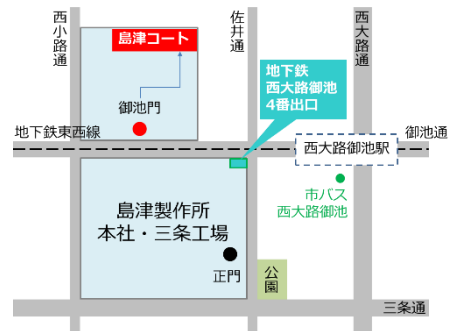 西小路通
佐井通
西大路通
島津コート
地下鉄
西大路御池
4番出口
御池門
地下鉄東西線
御池通
西大路御池駅
市バス
西大路御池
島津製作所
本社・三条工場
正門
公園
三条通